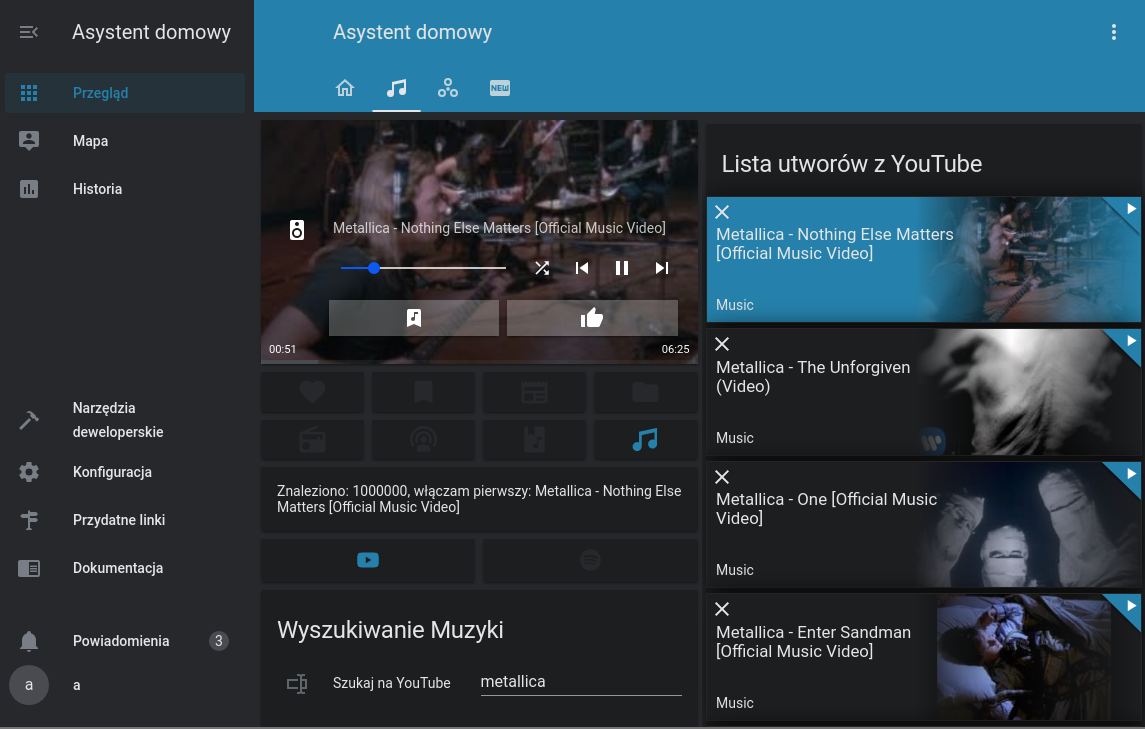 Asystent domowy
Przegląd
Mapa
Historia
Narzędzia
deweloperskie
Konfiguracja
Przydatne linki
Dokumentacja
Powiadomienia 3
a a
Asystent domowy
NEW
Metallica - Nothing Else Matters [Official Music Video]
00:51 06:25
Znaleziono: 1000000, włączam pierwszy: Metallica - Nothing Else
Matters [Official Music Video]
Wyszukiwanie Muzyki
Szukaj na YouTube metallica
Lista utworów z YouTube
Metallica - Nothing Else Matters
[Official Music Video]
Music
Metallica - The Unforgiven
(Video)
Music
Metallica - One [Official Music
Video]
Music
Metallica - Enter Sandman
[Official Music Video]
Music